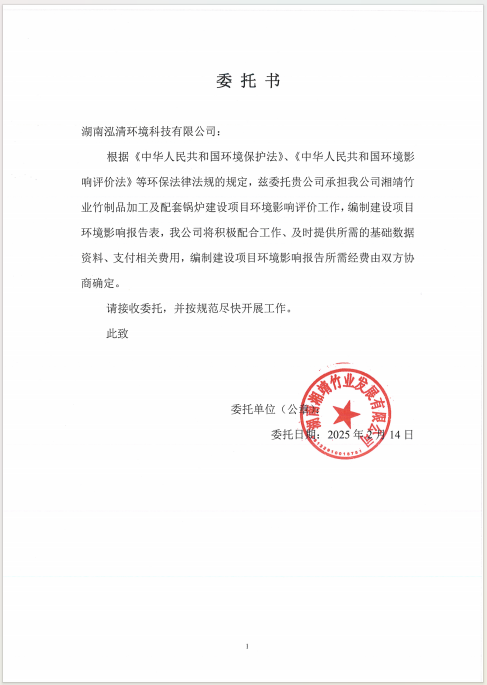 委托书
湖南泓清环境科技有限公司：
根据《中华人民共和国环境保护法》、《中华人民共和国环境影
响评价法》等环保法律法规的规定，兹委托贵公司承担我公司湘靖竹
业竹制品加工及配套锅炉建设项目环境影响评价工作，编制建设项目
环境影响报告表，我公司将积极配合工作、及时提供所需的基础数据
资料、支付相关费用，编制建设项目环境影响报告所需经费由双方协
商确定。
请接收委托，并按规范尽快开展工作。
此致
委托单位（公章）
湖南湘靖竹业发展有限公司
委托日期：2025年2月14日
1